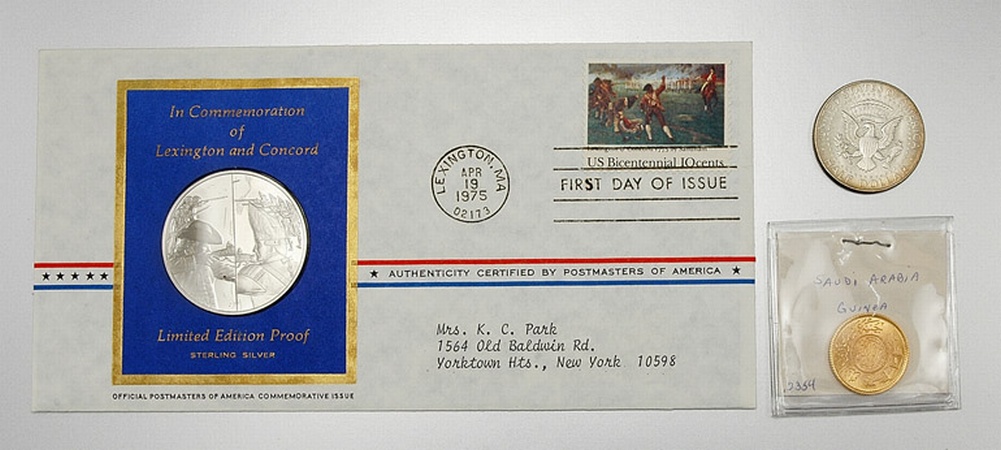 In Commemoration
of
Lexington and Concord
Limited Edition Proof
STERLING SILVER
OFFICIAL POSTMASTERS OF AMERICA COMMEMORATIVE ISSUE
LEXINGTON, MA
APR
19
1975
02173
US Bicentennial IOcents
FIRST DAY OF ISSUE
★ AUTHENTICITY CERTIFIED BY POSTMASTERS OF AMERICA ★
Mrs. K. C. Park
1564 Old Baldwin Rd.
Yorktown Hts., New York 10598
SAUDI ARABIA
GUINEA